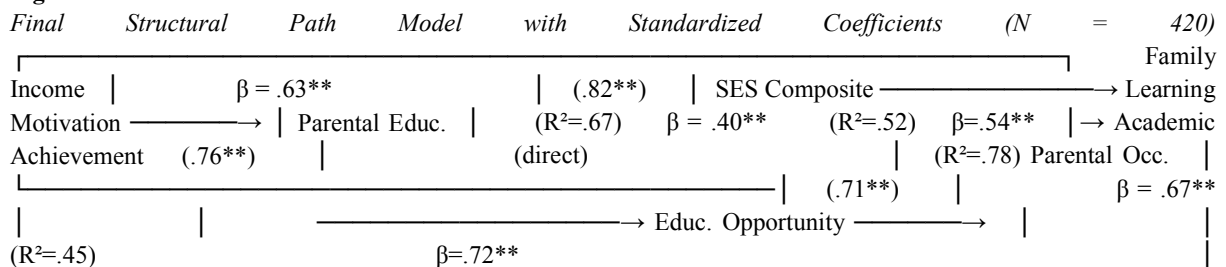 Final Structural Path Model with Standardized Coefficients (N = 420)
┌─────────────────────────────────────────┐ Family
Income │ β = .63** │ (.82**) │ SES Composite ──────────→ Learning
Motivation ──────→ │ Parental Educ. │ (R²=.67) β = .40** (R²=.52) β=.54** │→ Academic
Achievement (.76**) │ (direct) │ (R²=.78) Parental Occ. │
└──────────────────────────────│ (.71**) │ β = .67**
│ │ ─────────────→ Educ. Opportunity ──────→ │ │
(R²=.45) β=.72** │